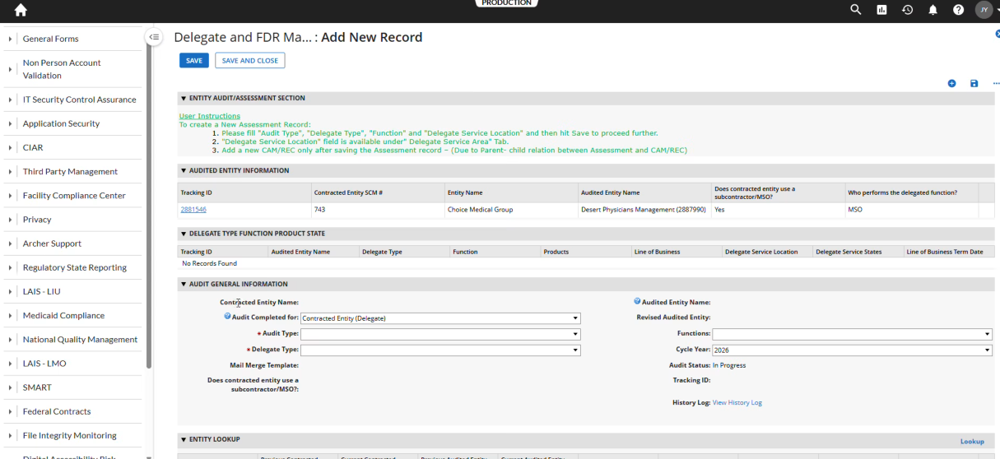 PRODUCTION
JY
General Forms
Non Person Account
Validation
IT Security Control Assurance
Application Security
CIAR
Third Party Management
Facility Compliance Center
Privacy
Archer Support
Regulatory State Reporting
LAIS - LIU
Medicaid Compliance
National Quality Management
LAIS - LMO
SMART
Federal Contracts
File Integrity Monitoring
Digital Accessibility Risk
Delegate and FDR Ma... : Add New Record
SAVE SAVE AND CLOSE
ENTITY AUDIT/ASSESSMENT SECTION
User Instructions
To create a New Assessment Record:
1. Please fill "Audit Type", "Delegate Type", "Function" and "Delegate Service Location" and then hit Save to proceed further.
2. "Delegate Service Location" field is available under" Delegate Service Area" Tab.
3. Add a new CAM/REC only after saving the Assessment record – (Due to Parent- child relation between Assessment and CAM/REC)
AUDITED ENTITY INFORMATION
Tracking ID Contracted Entity SCM # Entity Name Audited Entity Name Does contracted entity use a subcontractor/MSO? Who performs the delegated function?
2881546 743 Choice Medical Group Desert Physicians Management (2887990) Yes MSO
DELEGATE TYPE FUNCTION PRODUCT STATE
Tracking ID Audited Entity Name Delegate Type Function Products Line of Business Delegate Service Location Delegate Service States Line of Business Term Date
No Records Found
AUDIT GENERAL INFORMATION
Contracted Entity Name: Audited Entity Name:
Audit Completed for: Contracted Entity (Delegate) Revised Audited Entity:
* Audit Type: Functions:
* Delegate Type: Cycle Year: 2026
Mail Merge Template: Audit Status: In Progress
Does contracted entity use a
subcontractor/MSO?: Tracking ID:
History Log: View History Log
ENTITY LOOKUP Lookup
Previous Contracted Current Contracted Previous Audited Entity Current Audited Entity